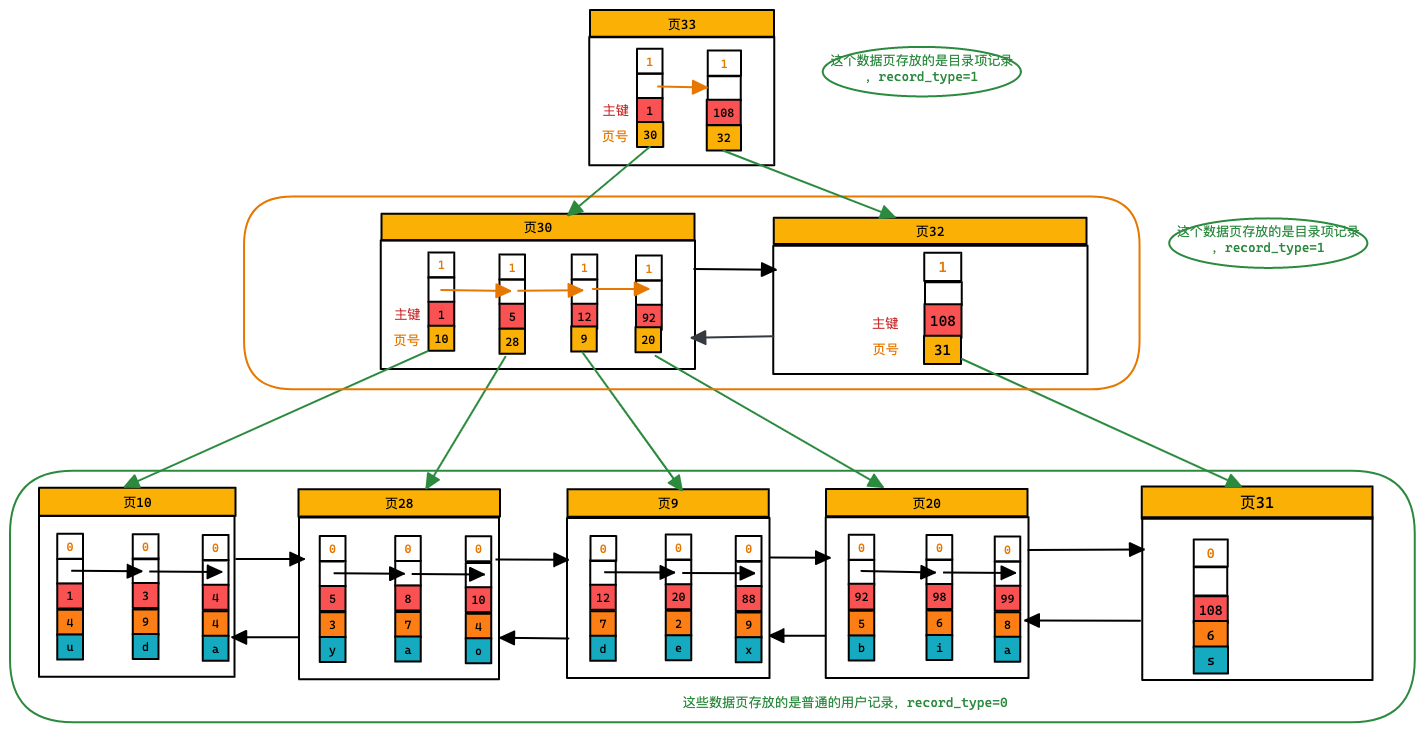 页33
1 1
主键 1 108
页号 30 32
这个数据页存放的是目录项记录
, record_type=1
页30
1 1 1 1
主键 1 5 12 92
页号 10 28 9 20
页32
1
主键 108
页号 31
这个数据页存放的是目录项记录
, record_type=1
页10
0 0 0
1 3 4
4 9 4
u d a
页28
0 0 0
5 8 10
3 7 4
y a o
页9
0 0 0
12 20 88
7 2 9
d e x
页20
0 0 0
92 98 99
5 6 8
b i a
页31
0
108
6
s
这些数据页存放的是普通的用户记录, record_type=0